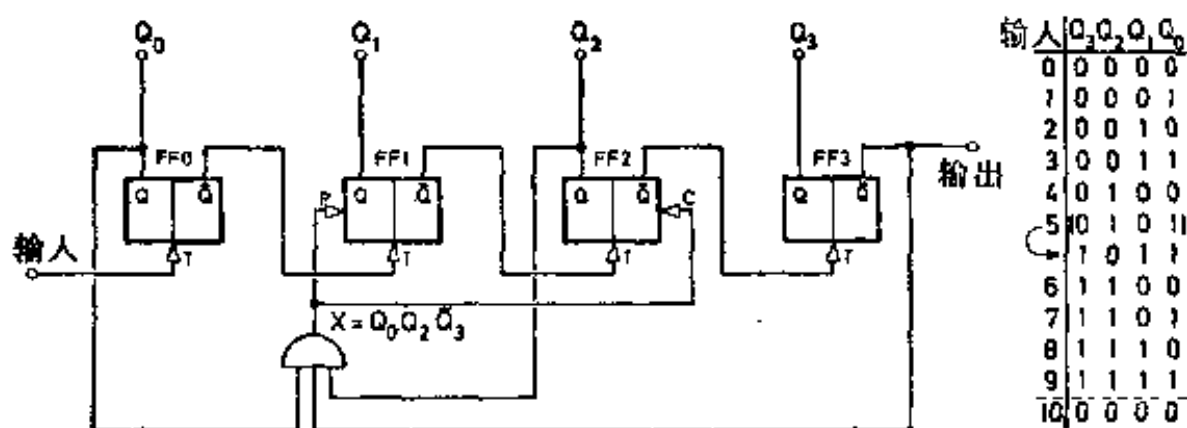 Q₀ Q₁ Q₂ Q₃
FF0 FF1 FF2 FF3
Q Q̄ P Q Q̄ Q Q̄ C Q Q̄
T T T T
输入
输出
X = Q₀ Q₂ Q̄₃
输入 Q₃ Q₂ Q₁ Q₀
0 0 0 0 0
1 0 0 0 1
2 0 0 1 0
3 0 0 1 1
4 0 1 0 0
5 0 1 0 1
1 0 1 1
6 1 1 0 0
7 1 1 0 1
8 1 1 1 0
9 1 1 1 1
10 0 0 0 0